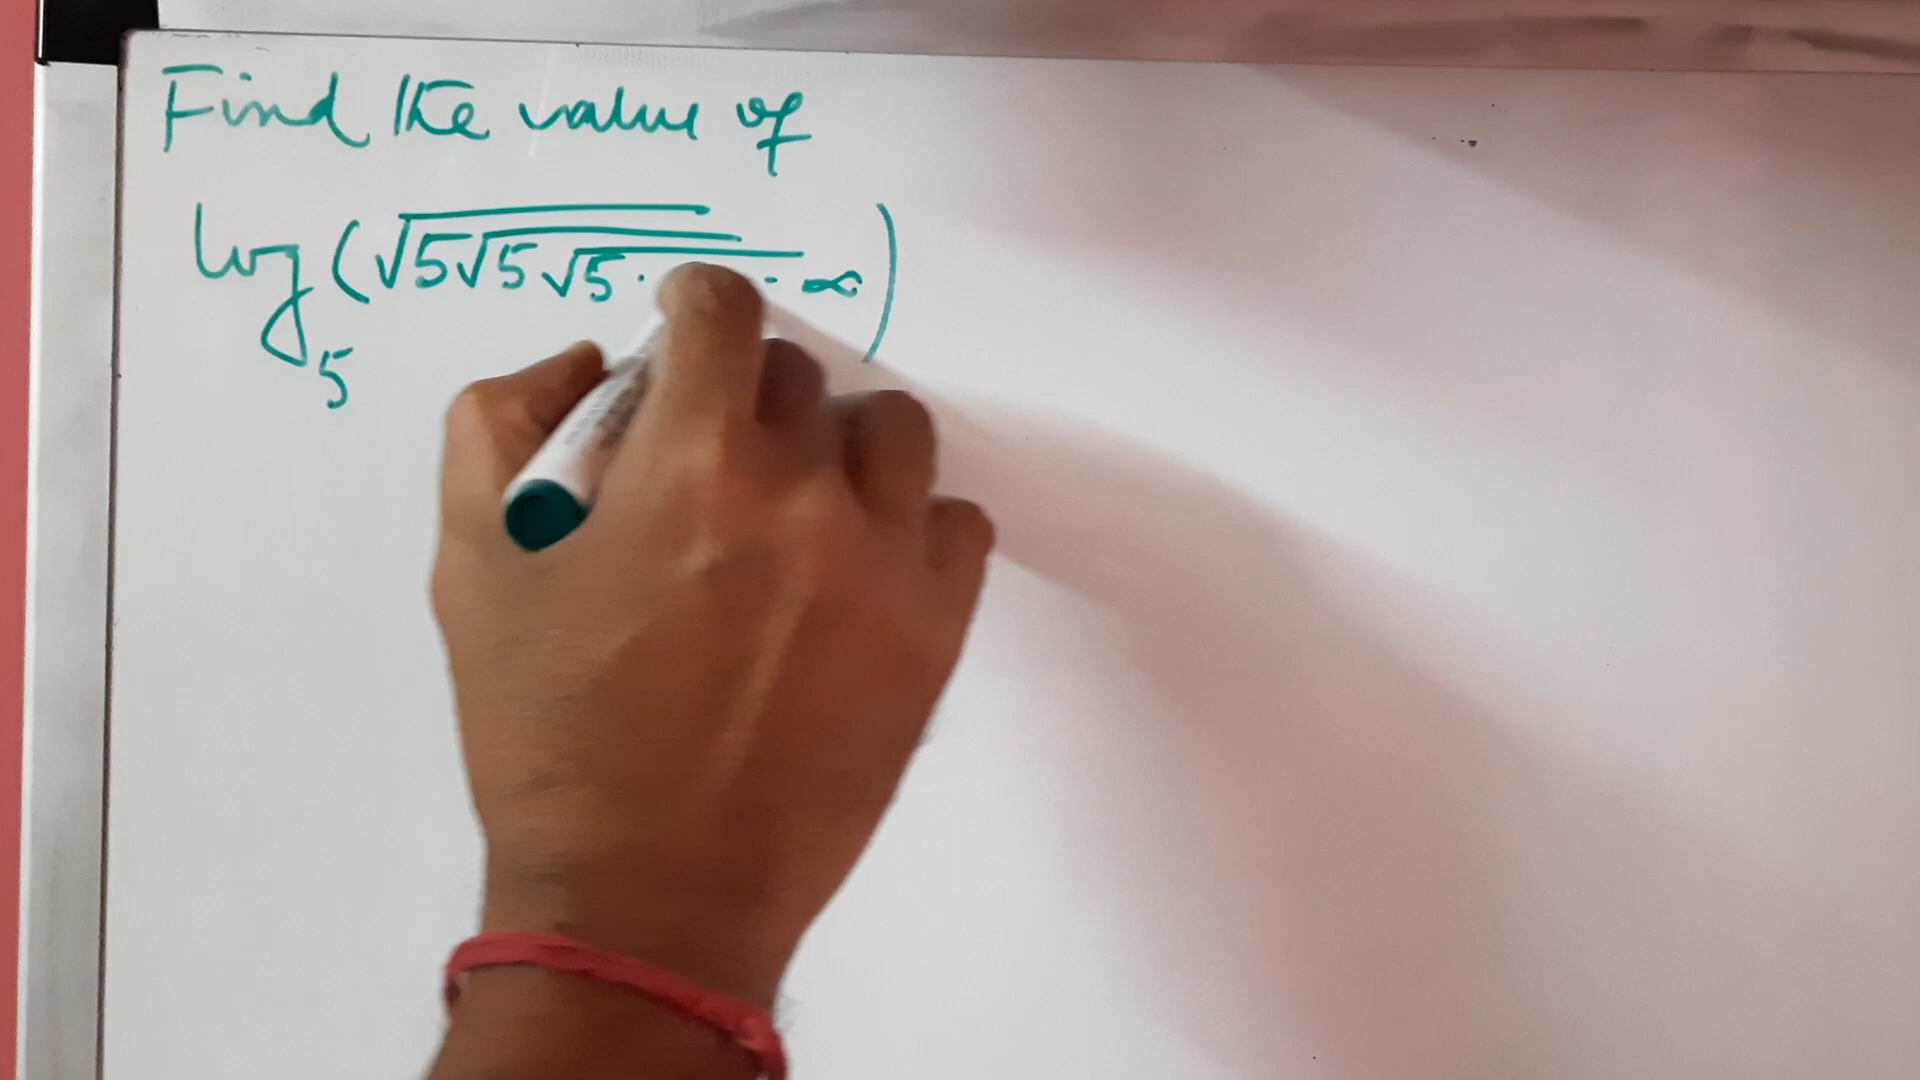 Find the value of
log₅(√5√5√5. .. ∞)